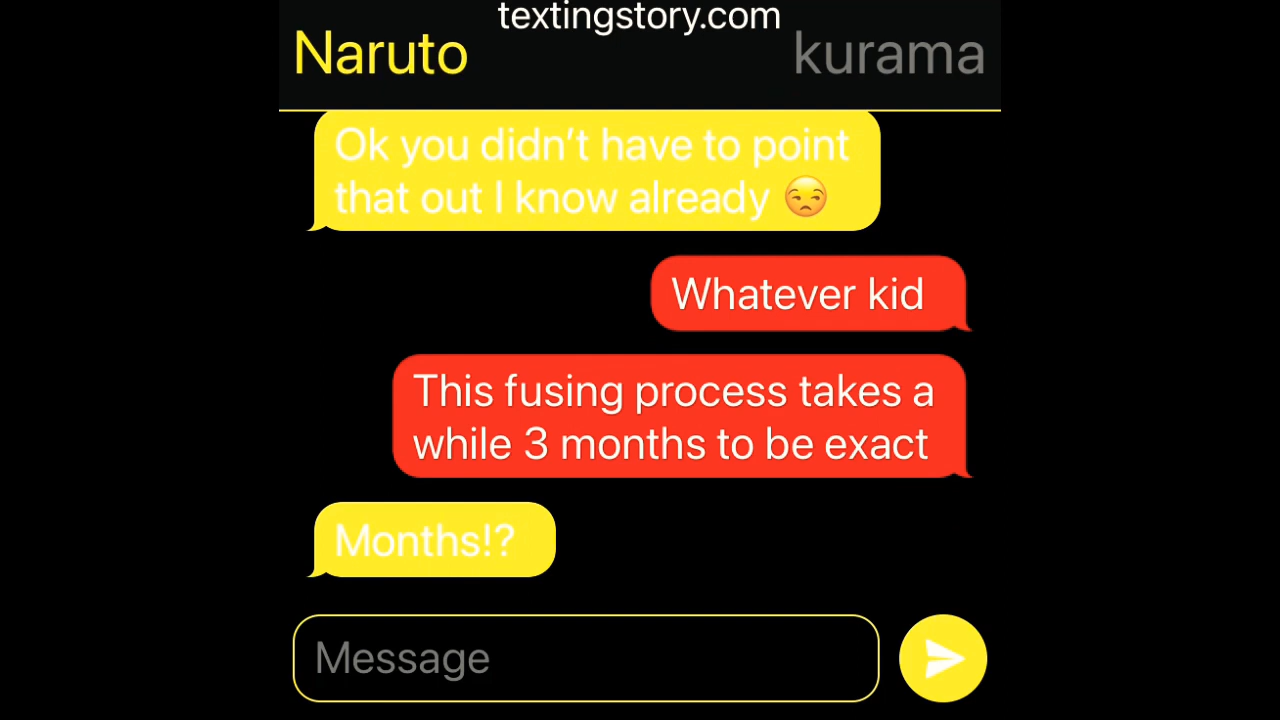 textingstory.com
Naruto
kurama
Ok you didn’t have to point
that out I know already 😒
Whatever kid
This fusing process takes a
while 3 months to be exact
Months!?
Message